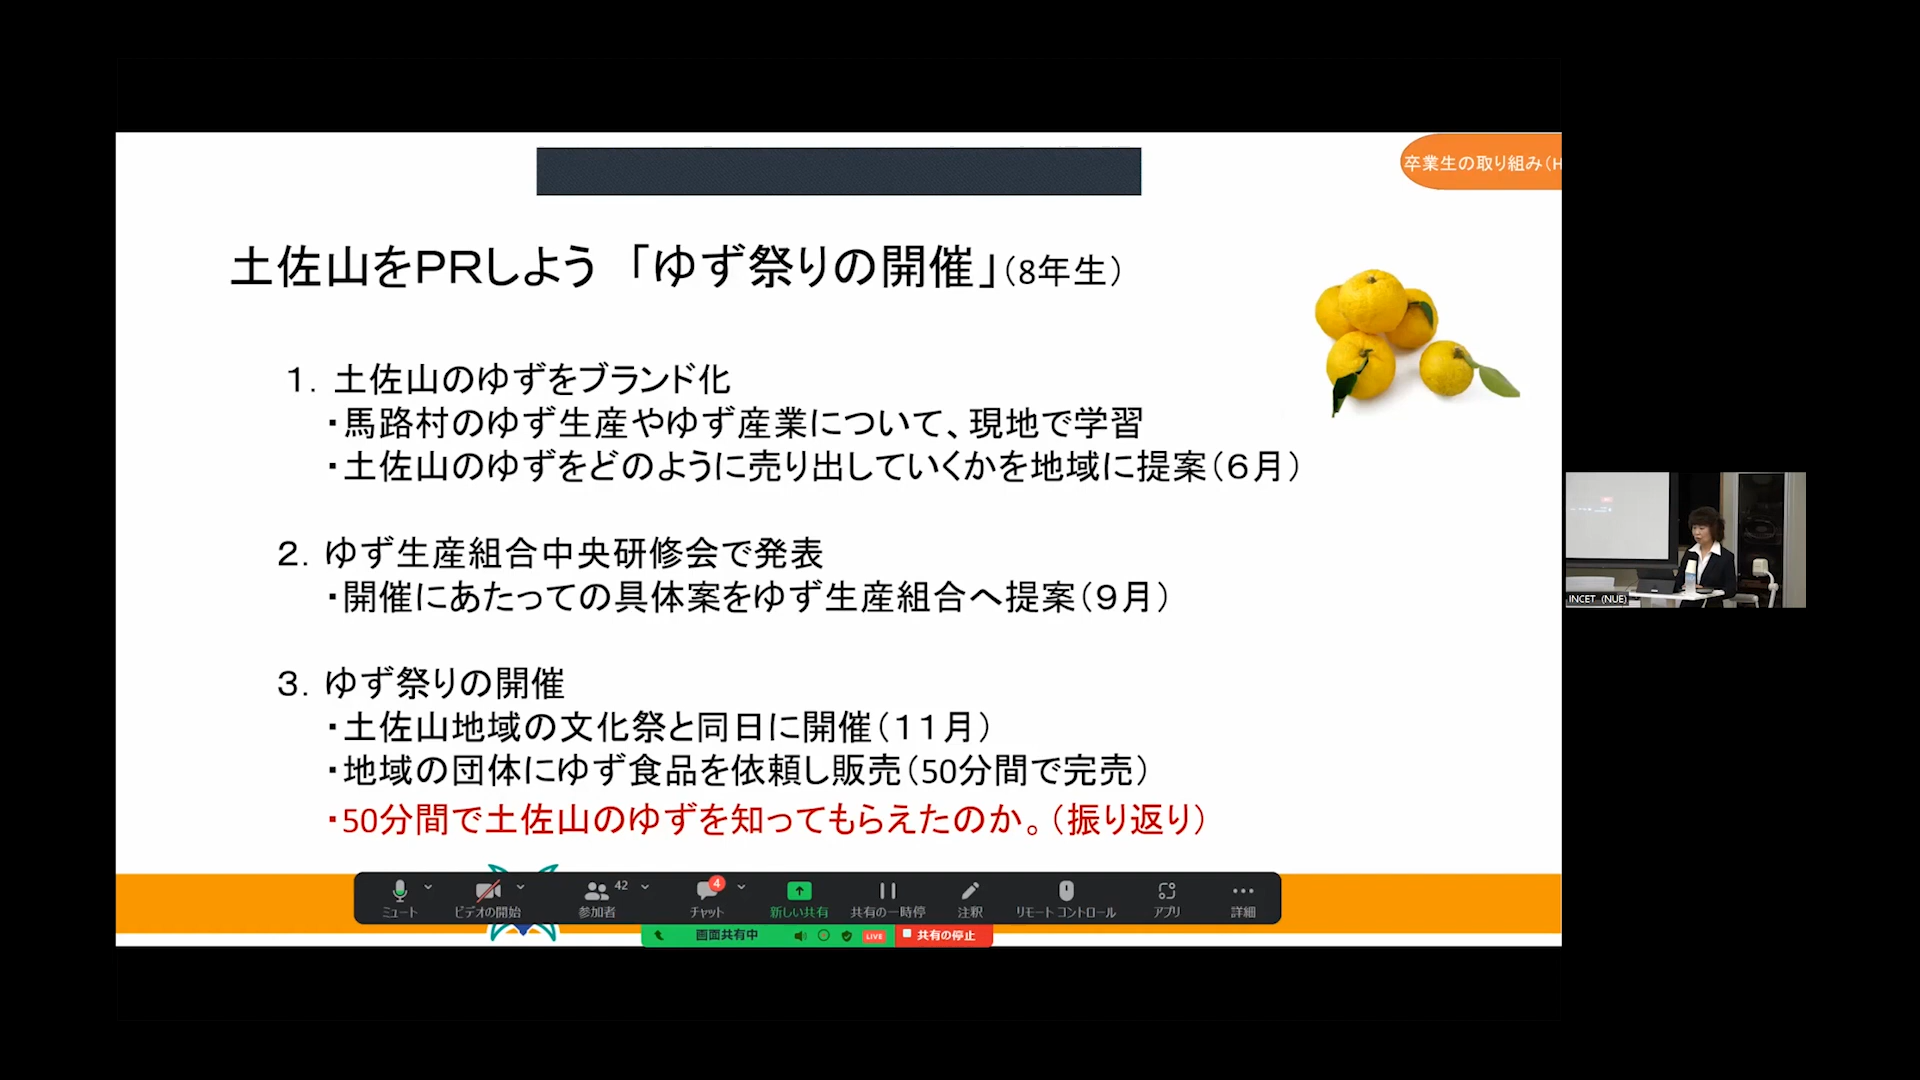 卒業生の取り組み（H
土佐山をＰＲしよう 「ゆず祭りの開催」（8年生）
１．土佐山のゆずをブランド化
・馬路村のゆず生産やゆず産業について、現地で学習
・土佐山のゆずをどのように売り出していくかを地域に提案（６月）
２．ゆず生産組合中央研修会で発表
・開催にあたっての具体案をゆず生産組合へ提案（９月）
３．ゆず祭りの開催
・土佐山地域の文化祭と同日に開催（１１月）
・地域の団体にゆず食品を依頼し販売（50分間で完売）
・50分間で土佐山のゆずを知ってもらえたのか。（振り返り）
INCET (NUE)
42 4
ミュート ビデオの開始 参加者 チャット 新しい共有 共有の一時停 注釈 リモート コントロール アプリ 詳細
画面共有中 LIVE 共有の停止